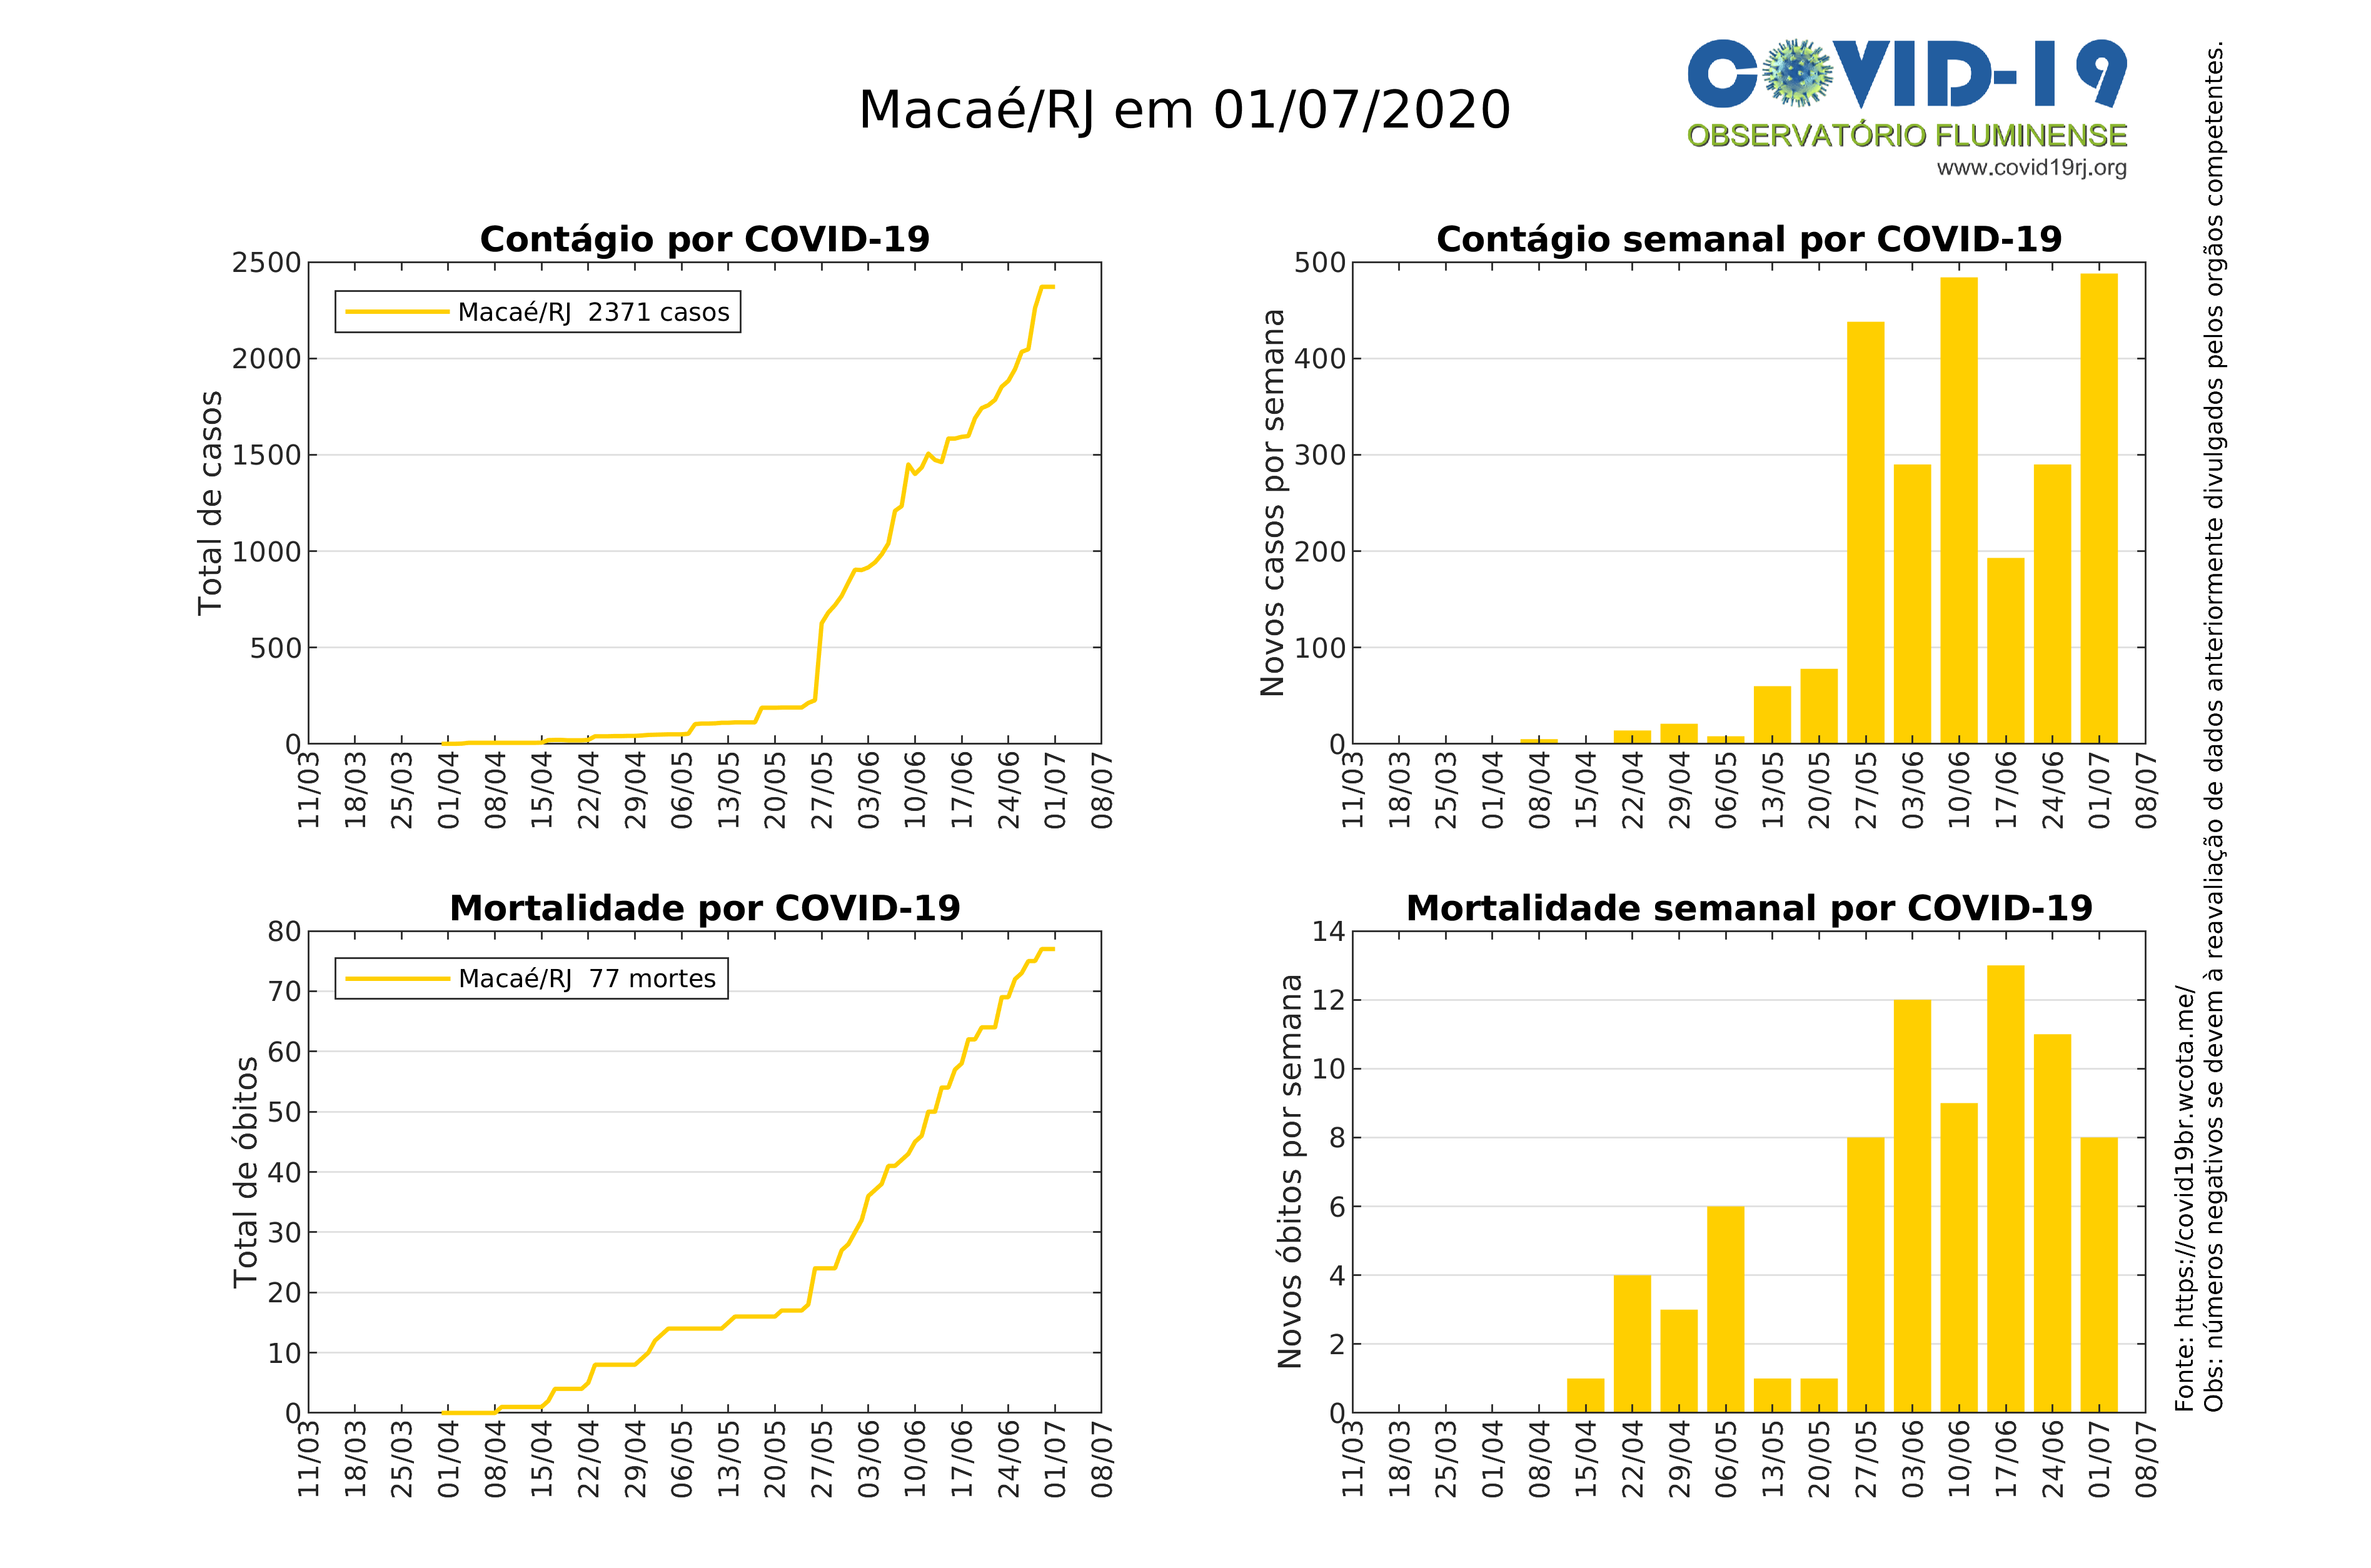 Macaé/RJ em 01/07/2020
COVID-19
OBSERVATÓRIO FLUMINENSE
www.covid19rj.org
Contágio por COVID-19
Total de casos
2500
2000
1500
1000
500
0
Macaé/RJ 2371 casos
11/03 18/03 25/03 01/04 08/04 15/04 22/04 29/04 06/05 13/05 20/05 27/05 03/06 10/06 17/06 24/06 01/07 08/07
Contágio semanal por COVID-19
Novos casos por semana
500
400
300
200
100
0
11/03 18/03 25/03 01/04 08/04 15/04 22/04 29/04 06/05 13/05 20/05 27/05 03/06 10/06 17/06 24/06 01/07 08/07
Mortalidade por COVID-19
Total de óbitos
80
70
60
50
40
30
20
10
0
Macaé/RJ 77 mortes
11/03 18/03 25/03 01/04 08/04 15/04 22/04 29/04 06/05 13/05 20/05 27/05 03/06 10/06 17/06 24/06 01/07 08/07
Mortalidade semanal por COVID-19
Novos óbitos por semana
14
12
10
8
6
4
2
0
11/03 18/03 25/03 01/04 08/04 15/04 22/04 29/04 06/05 13/05 20/05 27/05 03/06 10/06 17/06 24/06 01/07 08/07
Fonte: https://covid19br.wcota.me/
Obs: números negativos se devem à reavaliação de dados anteriormente divulgados pelos orgãos competentes.